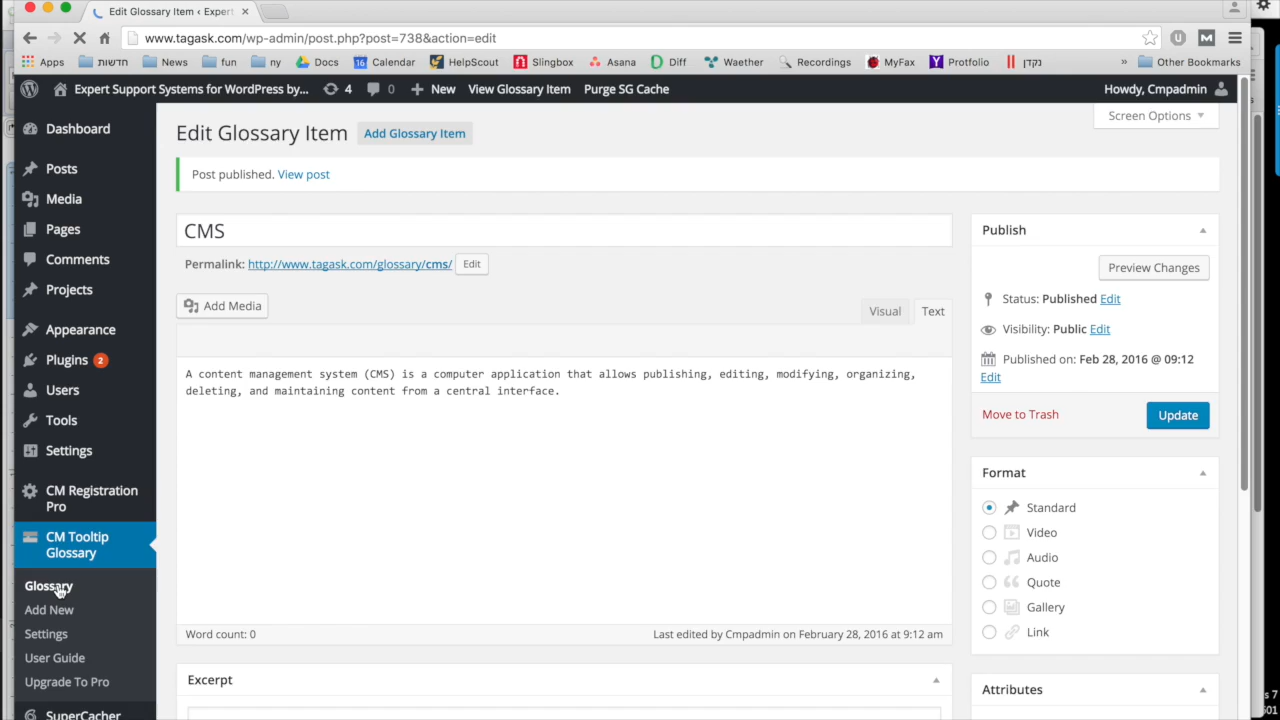 Edit Glossary Item ‹ Expert
www.tagask.com/wp-admin/post.php?post=738&action=edit
Apps חדשות News fun ny Docs 16 Calendar HelpScout Slingbox Asana Diff Waether Recordings MyFax Protfolio נקדן » Other Bookmarks
Expert Support Systems for WordPress by... 4 0 New View Glossary Item Purge SG Cache Howdy, Cmpadmin
Screen Options
Edit Glossary Item Add Glossary Item
Post published. View post
CMS
Permalink: http://www.tagask.com/glossary/cms/ Edit
Add Media Visual Text
A content management system (CMS) is a computer application that allows publishing, editing, modifying, organizing,
deleting, and maintaining content from a central interface.
Word count: 0 Last edited by Cmpadmin on February 28, 2016 at 9:12 am
Excerpt
Dashboard
Posts
Media
Pages
Comments
Projects
Appearance
Plugins 2
Users
Tools
Settings
CM Registration
Pro
CM Tooltip
Glossary
Glossary
Add New
Settings
User Guide
Upgrade To Pro
SuperCacher
Publish
Preview Changes
Status: Published Edit
Visibility: Public Edit
Published on: Feb 28, 2016 @ 09:12
Edit
Move to Trash Update
Format
Standard
Video
Audio
Quote
Gallery
Link
Attributes
s 7
601